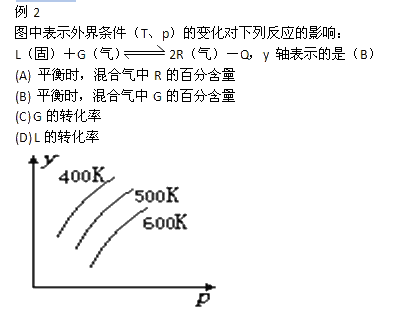 例 2
图中表示外界条件（T、p）的变化对下列反应的影响：
L（固）＋G（气）⇌2R（气）－Q，y 轴表示的是（B）
(A) 平衡时，混合气中 R 的百分含量
(B) 平衡时，混合气中 G 的百分含量
(C)G 的转化率
(D)L 的转化率
y
400K
500K
600K
p